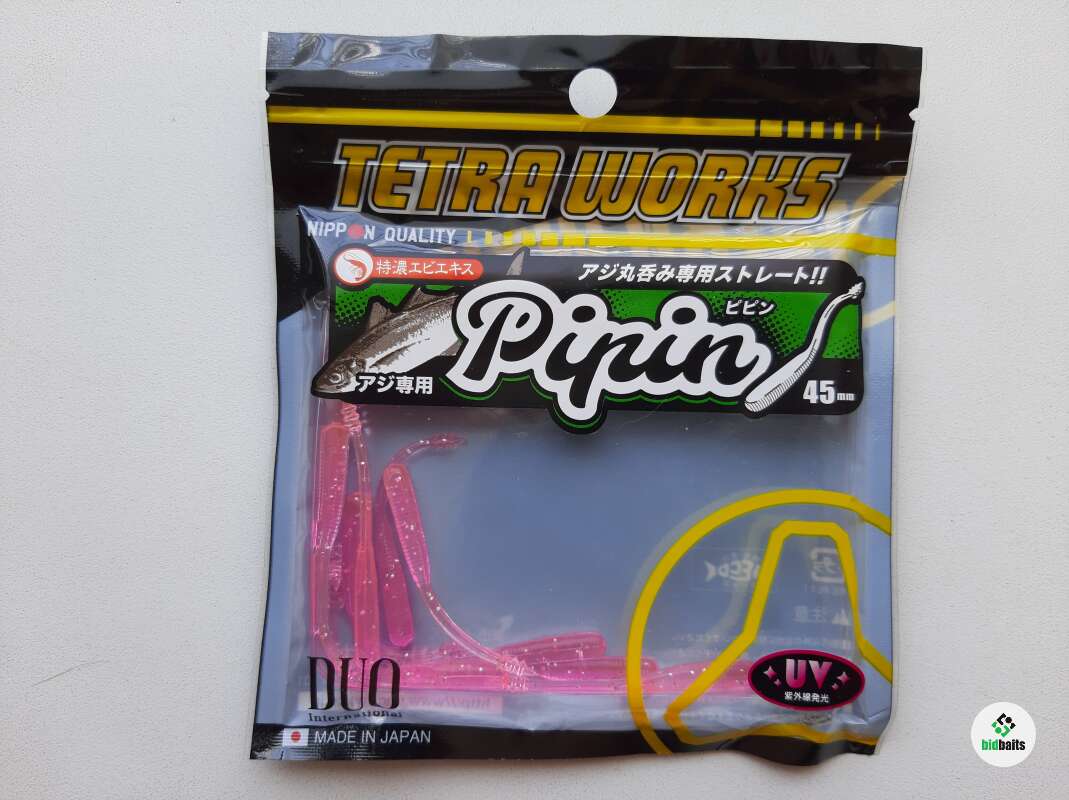 TETRA WORKS
NIPPON QUALITY
特濃エビエキス
アジ丸呑み専用ストレート!!
Pipin
ピピン
アジ専用
45mm
UV
紫外線発光
DUO
International
MADE IN JAPAN
bidbaits